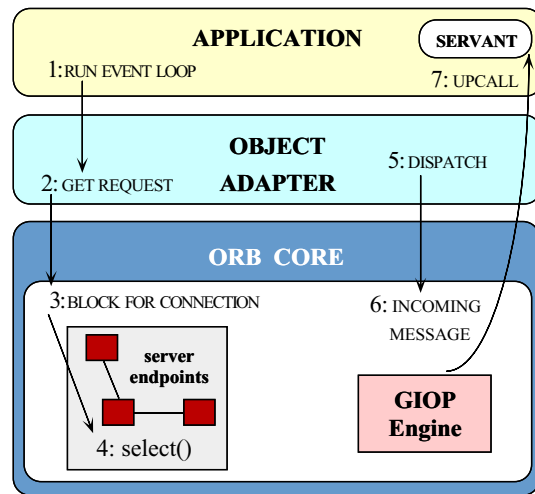 APPLICATION
SERVANT
1: RUN EVENT LOOP
7: UPCALL
OBJECT
ADAPTER
5: DISPATCH
2: GET REQUEST
ORB CORE
3: BLOCK FOR CONNECTION
6: INCOMING
MESSAGE
server
endpoints
4: select()
GIOP
Engine